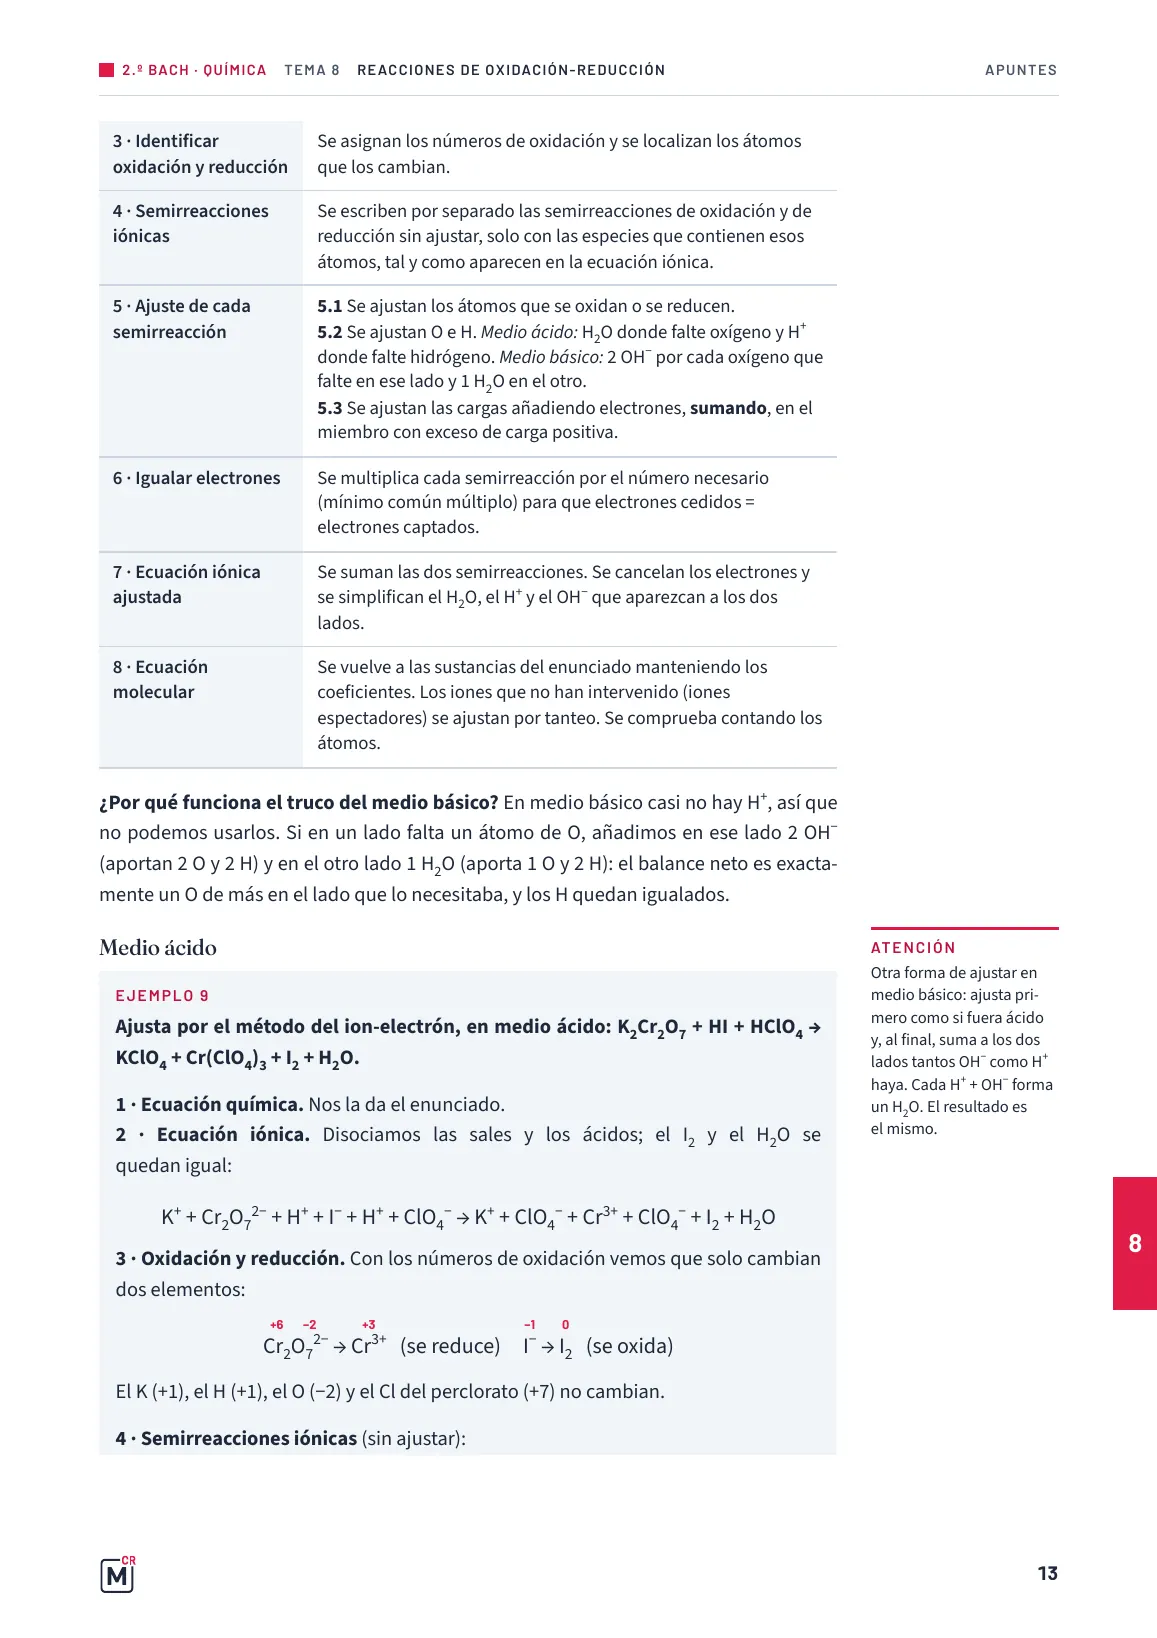 2.º BACH · QUÍMICA TEMA 8 REACCIONES DE OXIDACIÓN-REDUCCIÓN APUNTES
3 · Identificar
oxidación y reducción
Se asignan los números de oxidación y se localizan los átomos
que los cambian.
4 · Semirreacciones
iónicas
Se escriben por separado las semirreacciones de oxidación y de
reducción sin ajustar, solo con las especies que contienen esos
átomos, tal y como aparecen en la ecuación iónica.
5 · Ajuste de cada
semirreacción
5.1 Se ajustan los átomos que se oxidan o se reducen.
5.2 Se ajustan O e H. Medio ácido: H₂O donde falte oxígeno y H⁺
donde falte hidrógeno. Medio básico: 2 OH⁻ por cada oxígeno que
falte en ese lado y 1 H₂O en el otro.
5.3 Se ajustan las cargas añadiendo electrones, sumando, en el
miembro con exceso de carga positiva.
6 · Igualar electrones
Se multiplica cada semirreacción por el número necesario
(mínimo común múltiplo) para que electrones cedidos =
electrones captados.
7 · Ecuación iónica
ajustada
Se suman las dos semirreacciones. Se cancelan los electrones y
se simplifican el H₂O, el H⁺ y el OH⁻ que aparezcan a los dos
lados.
8 · Ecuación
molecular
Se vuelve a las sustancias del enunciado manteniendo los
coeficientes. Los iones que no han intervenido (iones
espectadores) se ajustan por tanteo. Se comprueba contando los
átomos.
¿Por qué funciona el truco del medio básico? En medio básico casi no hay H⁺, así que
no podemos usarlos. Si en un lado falta un átomo de O, añadimos en ese lado 2 OH⁻
(aportan 2 O y 2 H) y en el otro lado 1 H₂O (aporta 1 O y 2 H): el balance neto es exacta-
mente un O de más en el lado que lo necesitaba, y los H quedan igualados.
Medio ácido
EJEMPLO 9
Ajusta por el método del ion-electrón, en medio ácido: K₂Cr₂O₇ + HI + HClO₄ →
KClO₄ + Cr(ClO₄)₃ + I₂ + H₂O.
1 · Ecuación química. Nos la da el enunciado.
2 · Ecuación iónica. Disociamos las sales y los ácidos; el I₂ y el H₂O se
quedan igual:
K⁺ + Cr₂O₇²⁻ + H⁺ + I⁻ + H⁺ + ClO₄⁻ → K⁺ + ClO₄⁻ + Cr³⁺ + ClO₄⁻ + I₂ + H₂O
3 · Oxidación y reducción. Con los números de oxidación vemos que solo cambian
dos elementos:
+6 −2 +3 −1 0
Cr₂O₇²⁻ → Cr³⁺ (se reduce) I⁻ → I₂ (se oxida)
El K (+1), el H (+1), el O (−2) y el Cl del perclorato (+7) no cambian.
4 · Semirreacciones iónicas (sin ajustar):
ATENCIÓN
Otra forma de ajustar en
medio básico: ajusta pri-
mero como si fuera ácido
y, al final, suma a los dos
lados tantos OH⁻ como H⁺
haya. Cada H⁺ + OH⁻ forma
un H₂O. El resultado es
el mismo.
8
M CR
13